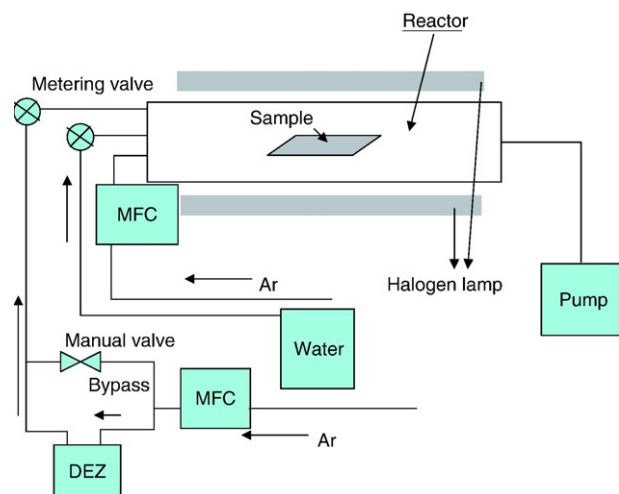 Reactor
Metering valve
Sample
MFC
Ar
Halogen lamp
Pump
Manual valve
Water
Bypass
MFC
Ar
DEZ